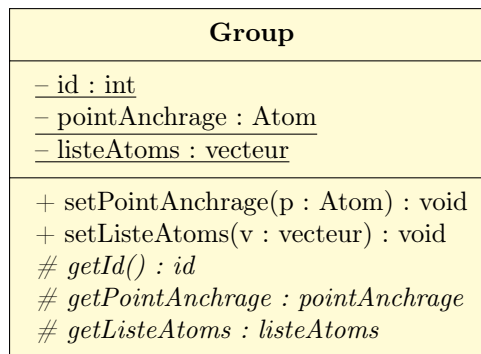 Group
– id : int
– pointAnchrage : Atom
– listeAtoms : vecteur
+ setPointAnchrage(p : Atom) : void
+ setListeAtoms(v : vecteur) : void
# getId() : id
# getPointAnchrage : pointAnchrage
# getListeAtoms : listeAtoms